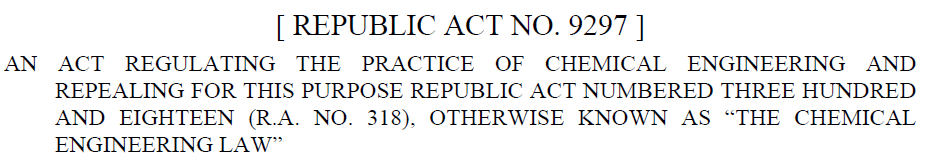 [ REPUBLIC ACT NO. 9297 ]
AN ACT REGULATING THE PRACTICE OF CHEMICAL ENGINEERING AND
REPEALING FOR THIS PURPOSE REPUBLIC ACT NUMBERED THREE HUNDRED
AND EIGHTEEN (R.A. NO. 318), OTHERWISE KNOWN AS “THE CHEMICAL
ENGINEERING LAW”